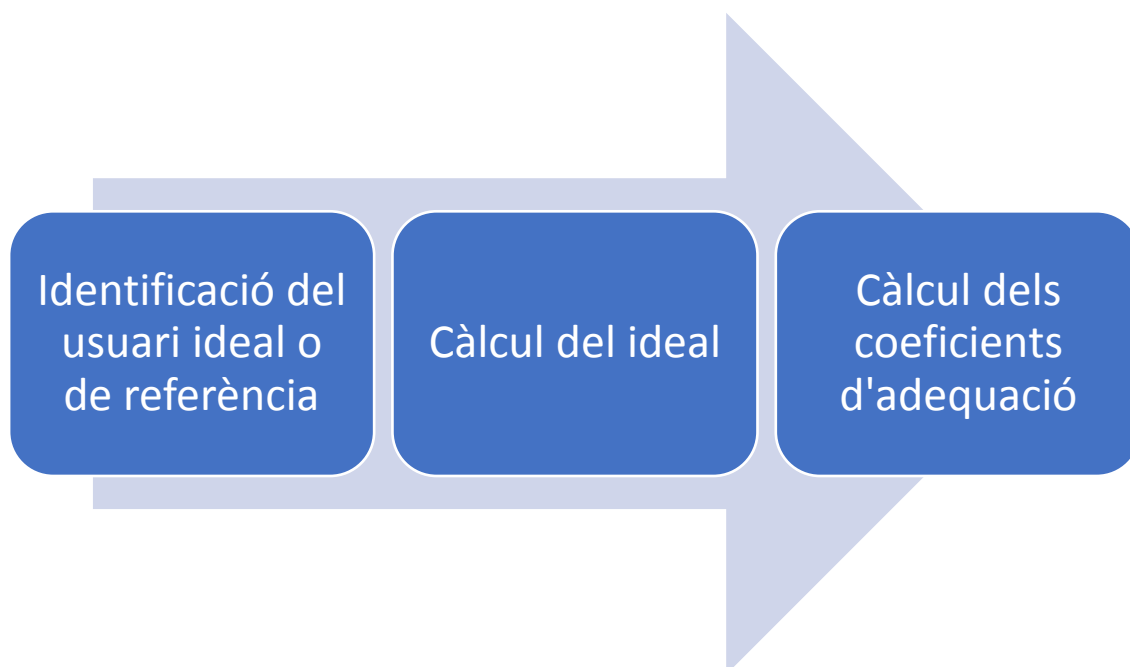 Identificació del
usuari ideal o
de referència
Càlcul del ideal
Càlcul dels
coeficients
d'adequació